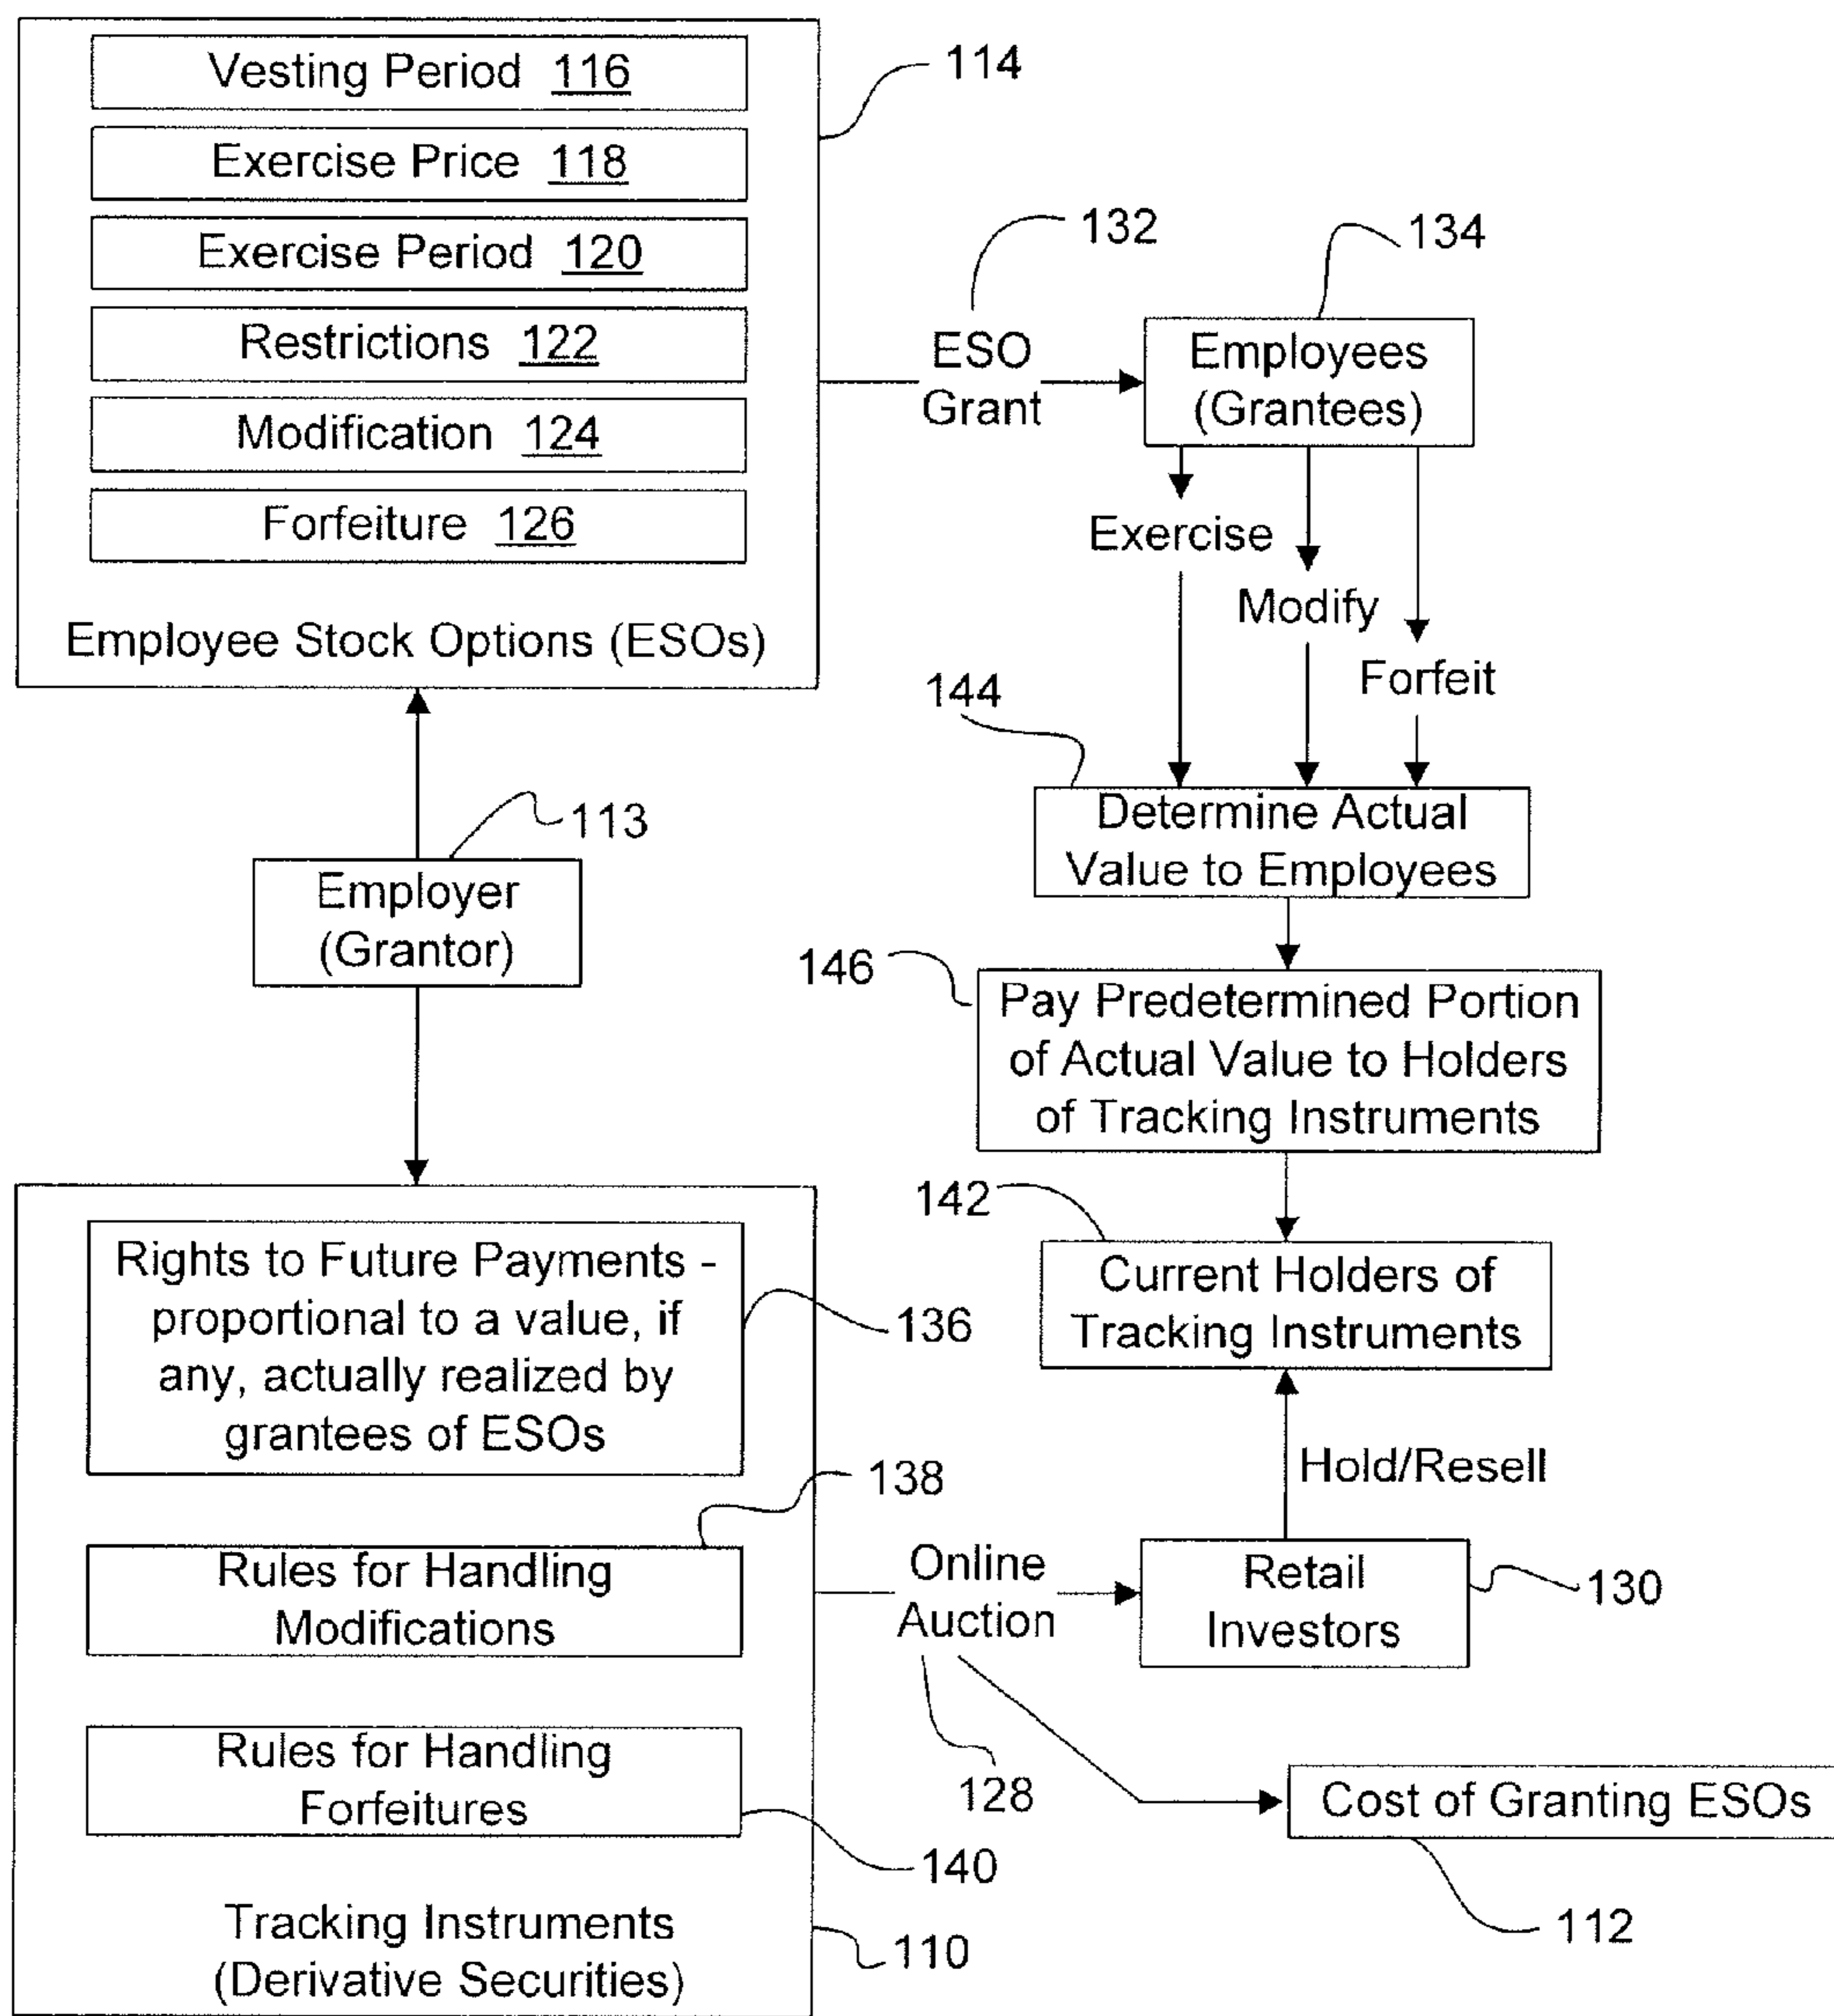 Vesting Period 116
Exercise Price 118
Exercise Period 120
Restrictions 122
Modification 124
Forfeiture 126
Employee Stock Options (ESOs)
114
132
ESO
Grant
134
Employees
(Grantees)
Exercise
Modify
Forfeit
144
Determine Actual
Value to Employees
113
Employer
(Grantor)
146
Pay Predetermined Portion
of Actual Value to Holders
of Tracking Instruments
142
Current Holders of
Tracking Instruments
Rights to Future Payments -
proportional to a value, if
any, actually realized by
grantees of ESOs
136
138
Rules for Handling
Modifications
Rules for Handling
Forfeitures
140
Tracking Instruments
(Derivative Securities)
110
Hold/Resell
Online
Auction
128
Retail
Investors
130
Cost of Granting ESOs
112